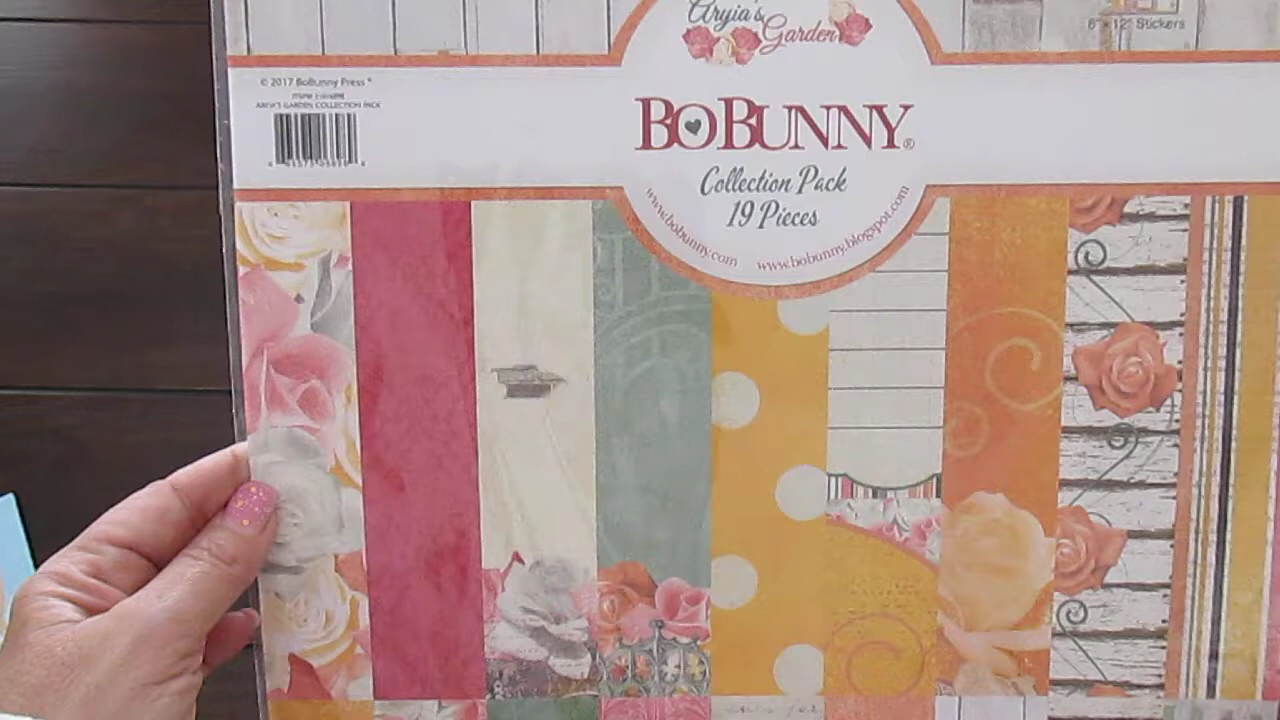 Aryia's
Garden
12" Stickers
© 2017 BoBunny Press
ARYIA'S GARDEN COLLECTION PACK
BOBUNNY®
Collection Pack
19 Pieces
www.bobunny.com www.bobunny.blogspot.com